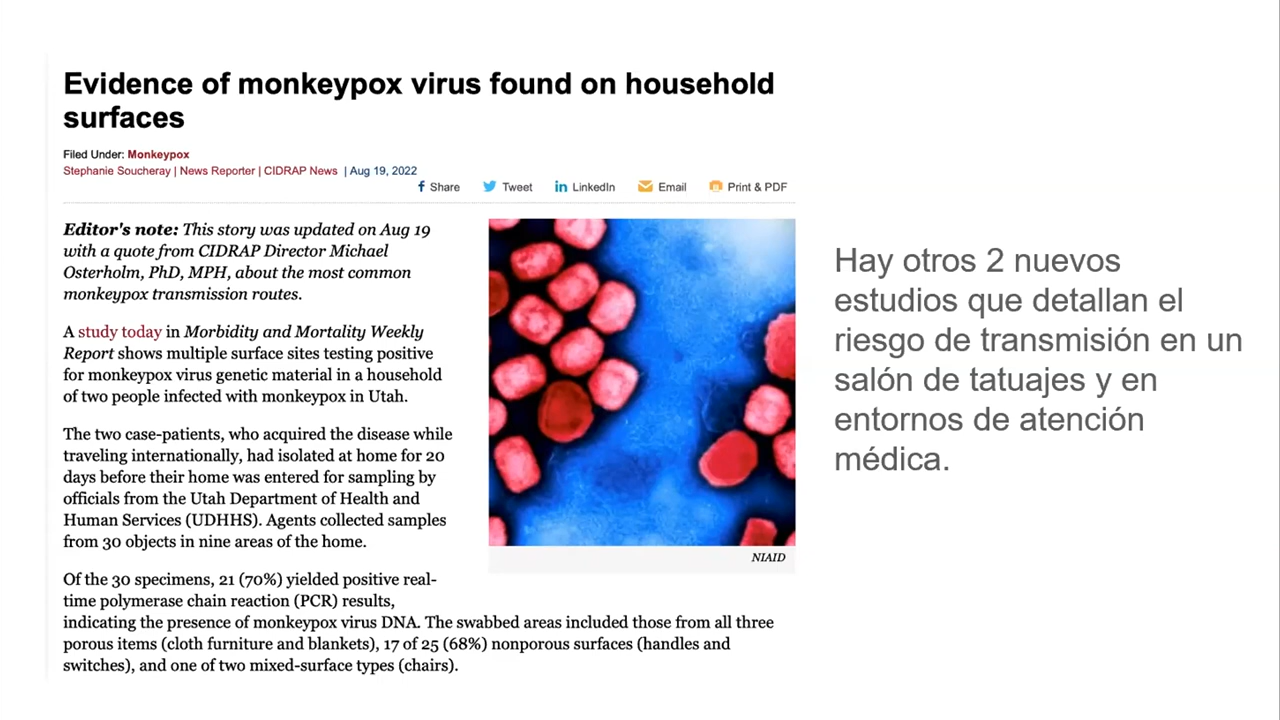 Evidence of monkeypox virus found on household
surfaces
Filed Under: Monkeypox
Stephanie Soucheray | News Reporter | CIDRAP News | Aug 19, 2022
Share Tweet LinkedIn Email Print & PDF
Editor's note: This story was updated on Aug 19
with a quote from CIDRAP Director Michael
Osterholm, PhD, MPH, about the most common
monkeypox transmission routes.
A study today in Morbidity and Mortality Weekly
Report shows multiple surface sites testing positive
for monkeypox virus genetic material in a household
of two people infected with monkeypox in Utah.
The two case-patients, who acquired the disease while
traveling internationally, had isolated at home for 20
days before their home was entered for sampling by
officials from the Utah Department of Health and
Human Services (UDHHS). Agents collected samples
from 30 objects in nine areas of the home.
NIAID
Of the 30 specimens, 21 (70%) yielded positive real-
time polymerase chain reaction (PCR) results,
indicating the presence of monkeypox virus DNA. The swabbed areas included those from all three
porous items (cloth furniture and blankets), 17 of 25 (68%) nonporous surfaces (handles and
switches), and one of two mixed-surface types (chairs).
Hay otros 2 nuevos
estudios que detallan el
riesgo de transmisión en un
salón de tatuajes y en
entornos de atención
médica.